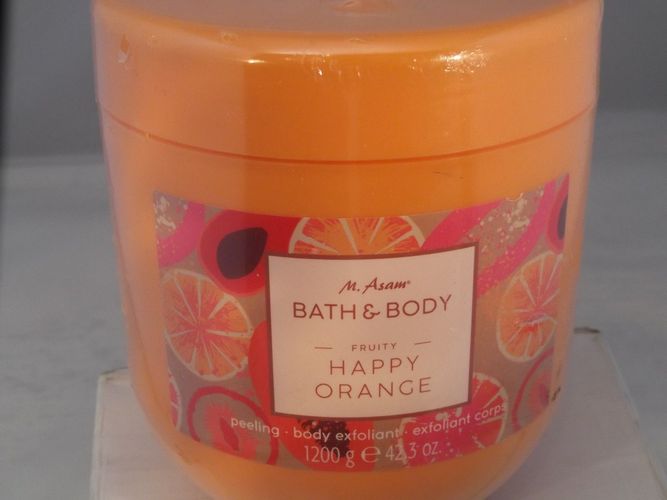 M. Asam®
BATH & BODY
— FRUITY —
HAPPY
ORANGE
peeling · body exfoliant · exfoliant corps
1200 g ℮ 42.3 oz.